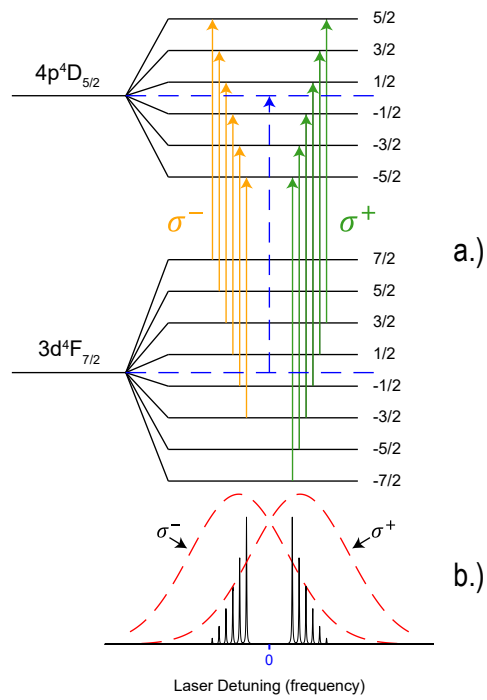 5/2
3/2
4p⁴D₅/₂
1/2
-1/2
-3/2
-5/2
σ⁻
σ⁺
a.)
7/2
5/2
3/2
1/2
3d⁴F₇/₂
-1/2
-3/2
-5/2
-7/2
σ⁻
σ⁺
b.)
0
Laser Detuning (frequency)